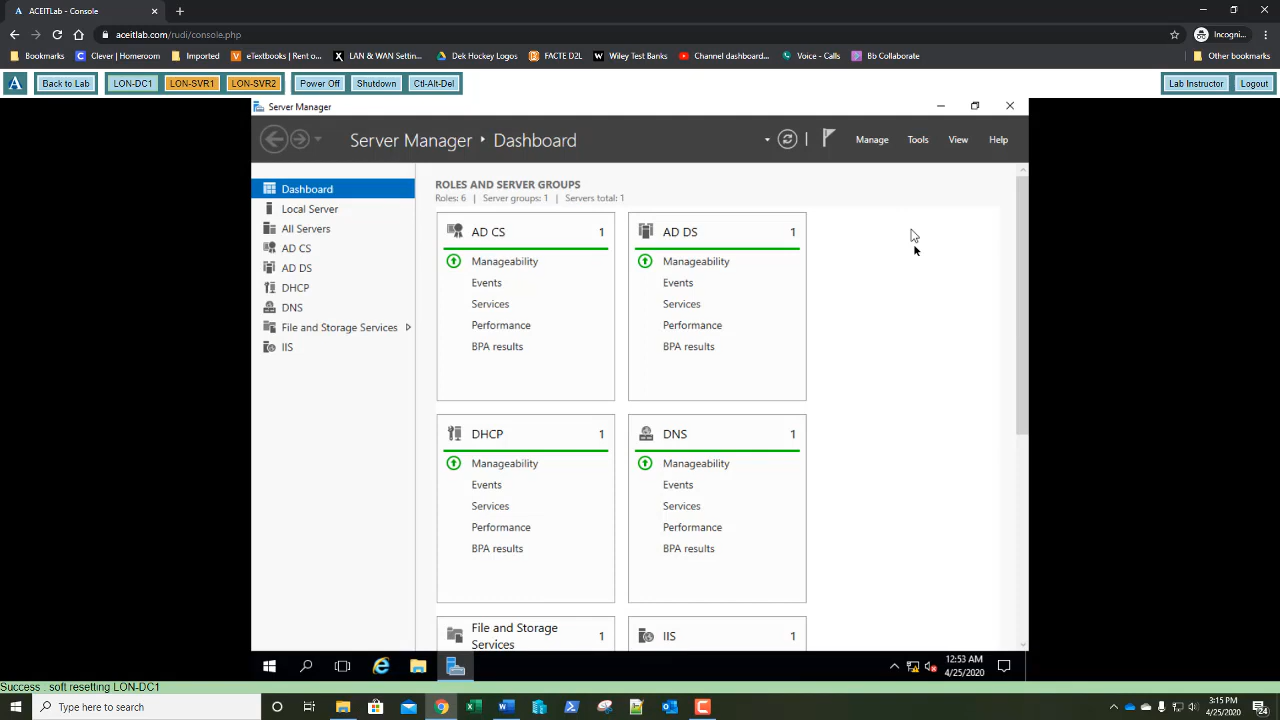 ACEITLab - Console
Incogni...
aceitlab.com/rudi/console.php
Bookmarks
Clever | Homeroom
Imported
eTextbooks | Rent o...
LAN & WAN Settin...
Dek Hockey Logos
FACTE D2L
Wiley Test Banks
Channel dashboard...
Voice - Calls
Bb Collaborate
Other bookmarks
A
Back to Lab
LON-DC1
LON-SVR1
LON-SVR2
Power Off
Shutdown
Ctl-Alt-Del
Lab Instructor
Logout
Server Manager
Server Manager
Dashboard
Manage
Tools
View
Help
Dashboard
Local Server
All Servers
AD CS
AD DS
DHCP
DNS
File and Storage Services
IIS
ROLES AND SERVER GROUPS
Roles: 6 | Server groups: 1 | Servers total: 1
AD CS 1
Manageability
Events
Services
Performance
BPA results
AD DS 1
Manageability
Events
Services
Performance
BPA results
DHCP 1
Manageability
Events
Services
Performance
BPA results
DNS 1
Manageability
Events
Services
Performance
BPA results
File and Storage
Services
1
IIS 1
12:53 AM
4/25/2020
Success .. soft resetting LON-DC1
Type here to search
3:15 PM
4/25/2020
24